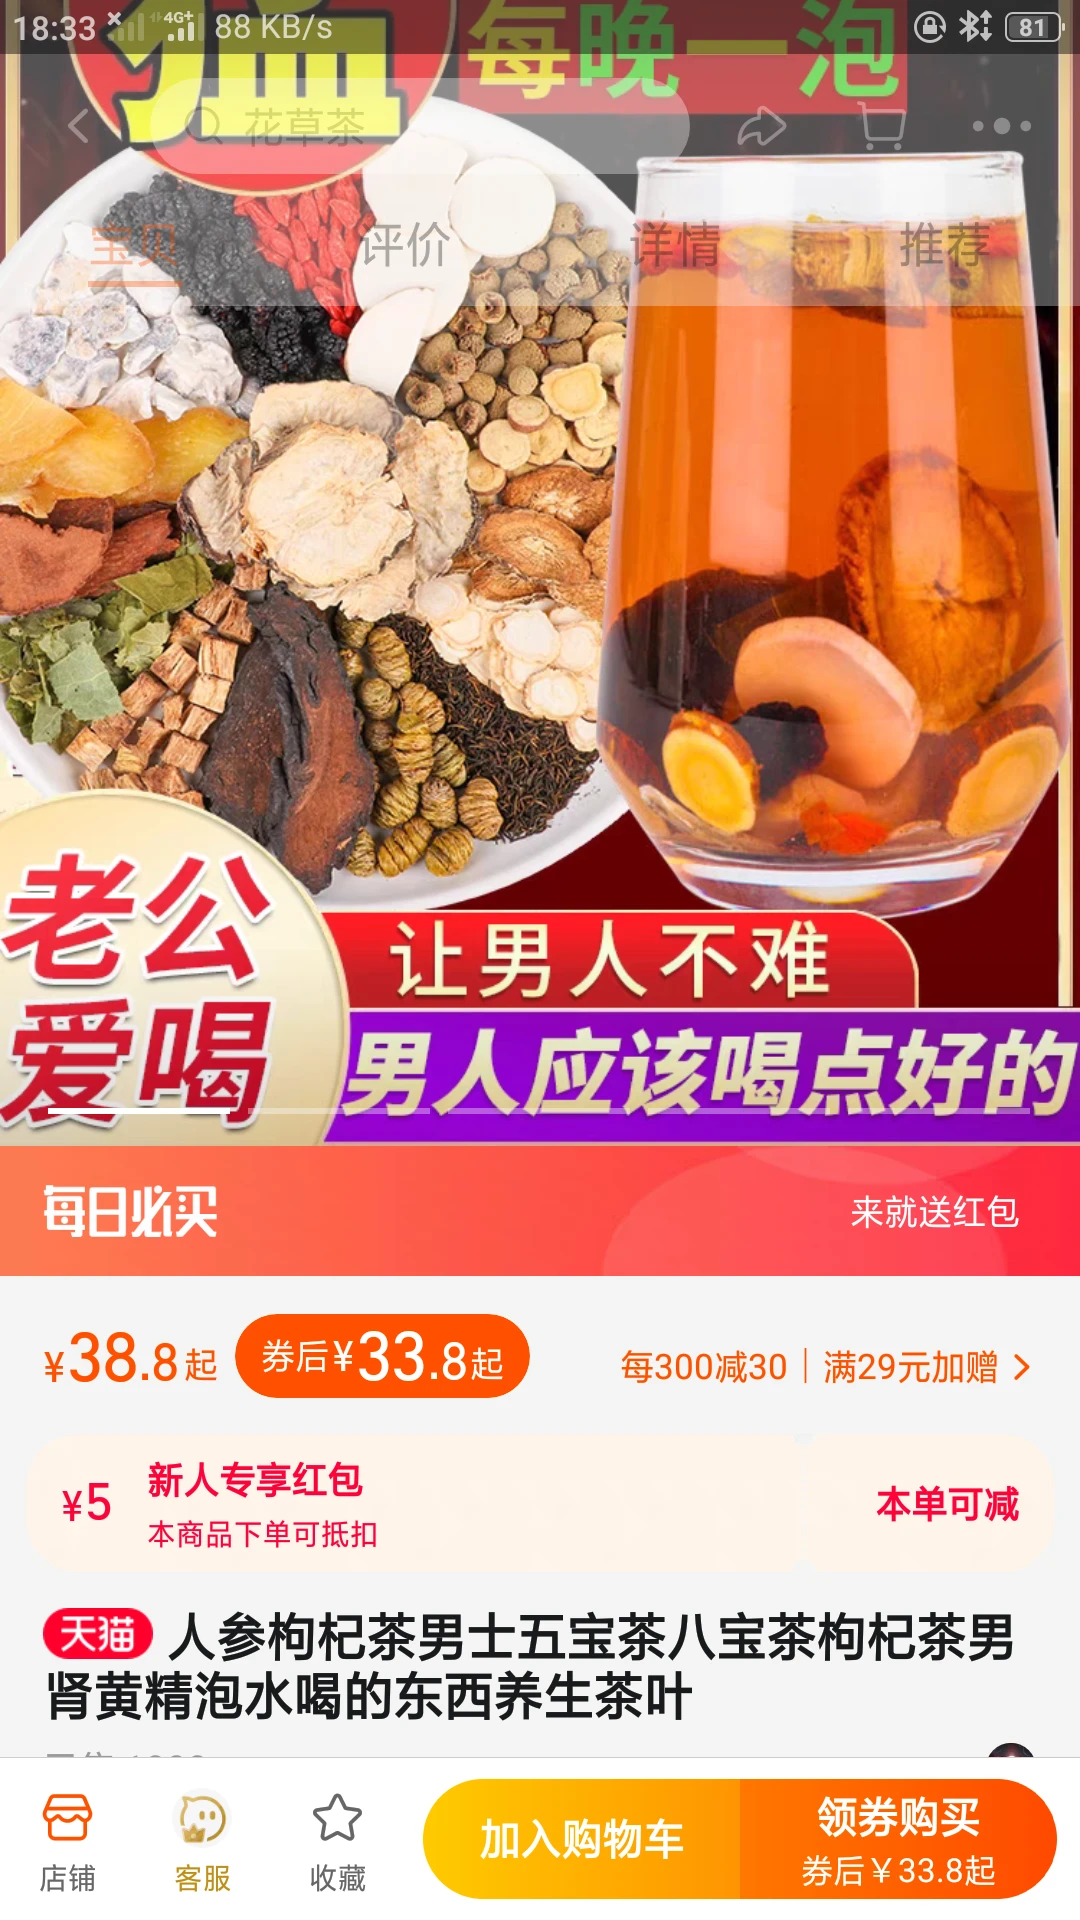 18:33 4G+ 88 KB/s 81
猛
每晚一泡
花草茶
宝贝 评价 详情 推荐
老公
爱喝
让男人不难
男人应该喝点好的
每日必买 来就送红包
¥38.8起 券后¥33.8起 每300减30 满29元加赠
¥5 新人专享红包
本商品下单可抵扣
本单可减
天猫 人参枸杞茶男士五宝茶八宝茶枸杞茶男
肾黄精泡水喝的东西养生茶叶
店铺 客服 收藏 加入购物车 领券购买
券后¥33.8起